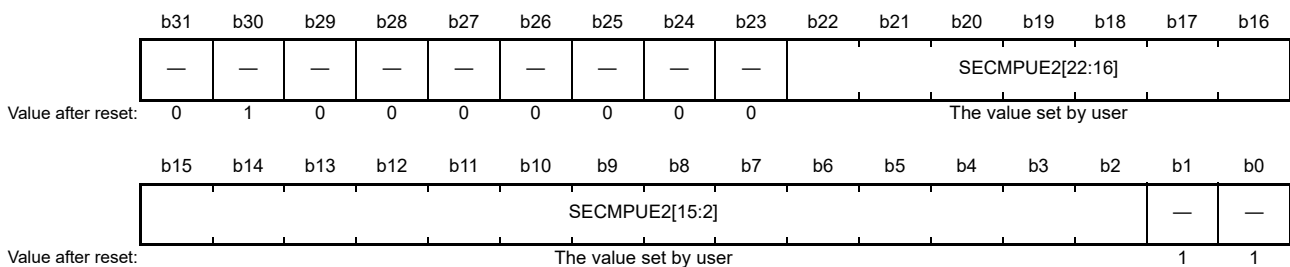 b31 b30 b29 b28 b27 b26 b25 b24 b23 b22 b21 b20 b19 b18 b17 b16
— — — — — — — — — SECMPUE2[22:16]
Value after reset: 0 1 0 0 0 0 0 0 0 The value set by user
b15 b14 b13 b12 b11 b10 b9 b8 b7 b6 b5 b4 b3 b2 b1 b0
SECMPUE2[15:2] — —
Value after reset: The value set by user 1 1